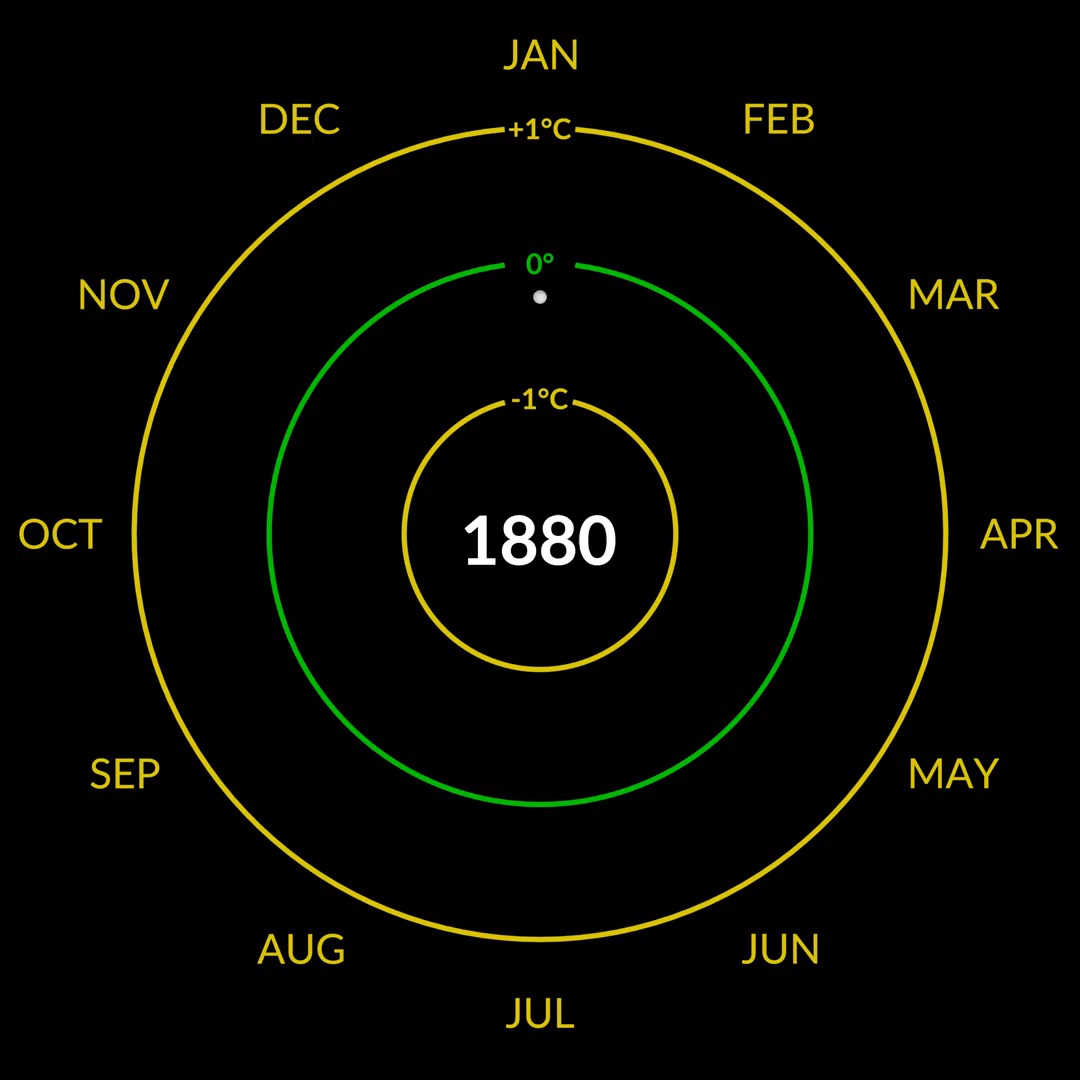 JAN
DEC
FEB
+1°C
0°
NOV
MAR
-1°C
OCT
1880
APR
SEP
MAY
AUG
JUN
JUL